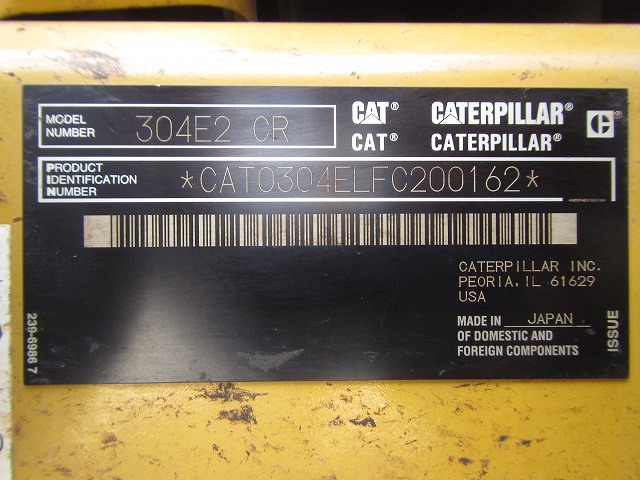 MODEL NUMBER 304E2 CR
CAT® CATERPILLAR® C
CAT® CATERPILLAR®
PRODUCT IDENTIFICATION NUMBER *CAT0304ELFC200162*
CATERPILLAR INC.
PEORIA, IL 61629
USA
MADE IN JAPAN
OF DOMESTIC AND
FOREIGN COMPONENTS
239-6986 7
ISSUE